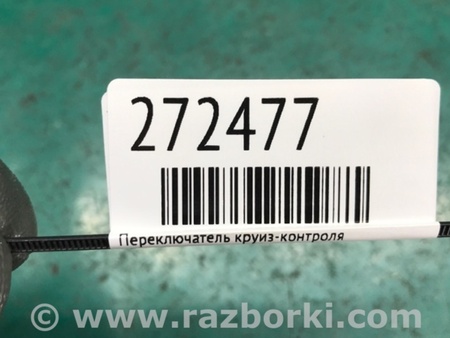 272477
Переключатель круиз-контроля
© www.razborki.com